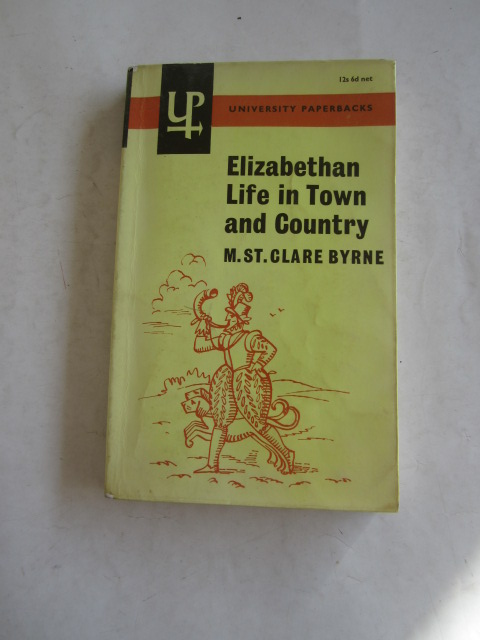 12s 6d net
UP
UNIVERSITY PAPERBACKS
Elizabethan
Life in Town
and Country
M. ST. CLARE BYRNE